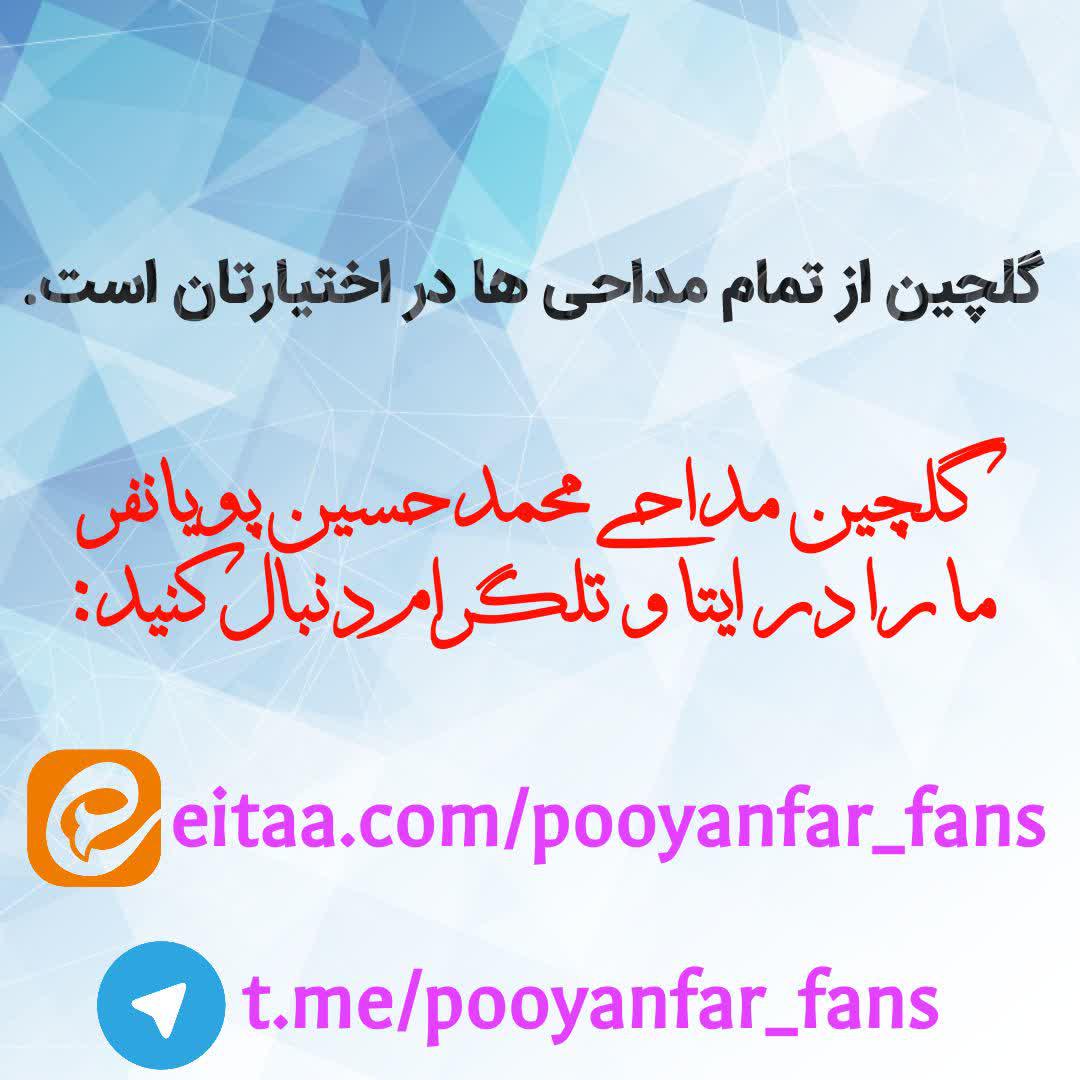 گلچین از تمام مداحی ها در اختیارتان است.
گلچین مداحی محمدحسین پویانفر
ما را در ایتا و تلگرام دنبال کنید:
eitaa.com/pooyanfar_fans
t.me/pooyanfar_fans